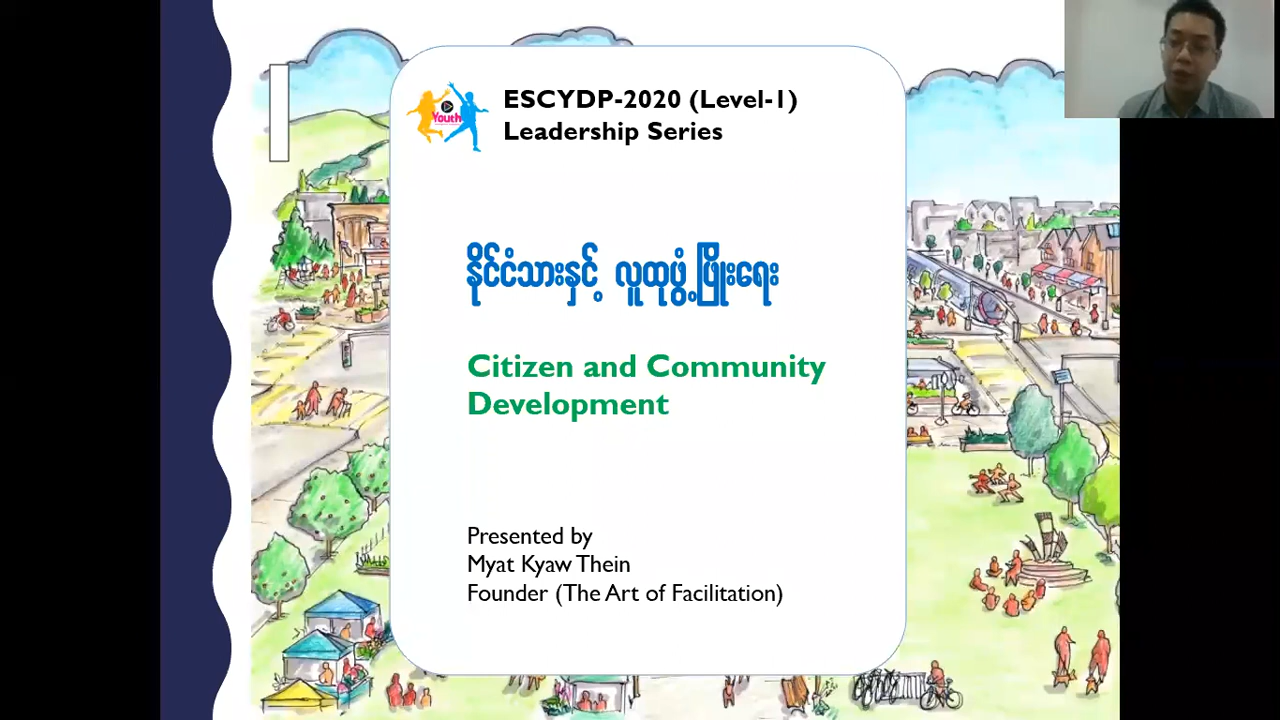 Youth
ESCYDP-2020 (Level-1)
Leadership Series
နိုင်ငံသားနှင့် လူထုဖွံ့ဖြိုးရေး
Citizen and Community
Development
Presented by
Myat Kyaw Thein
Founder (The Art of Facilitation)